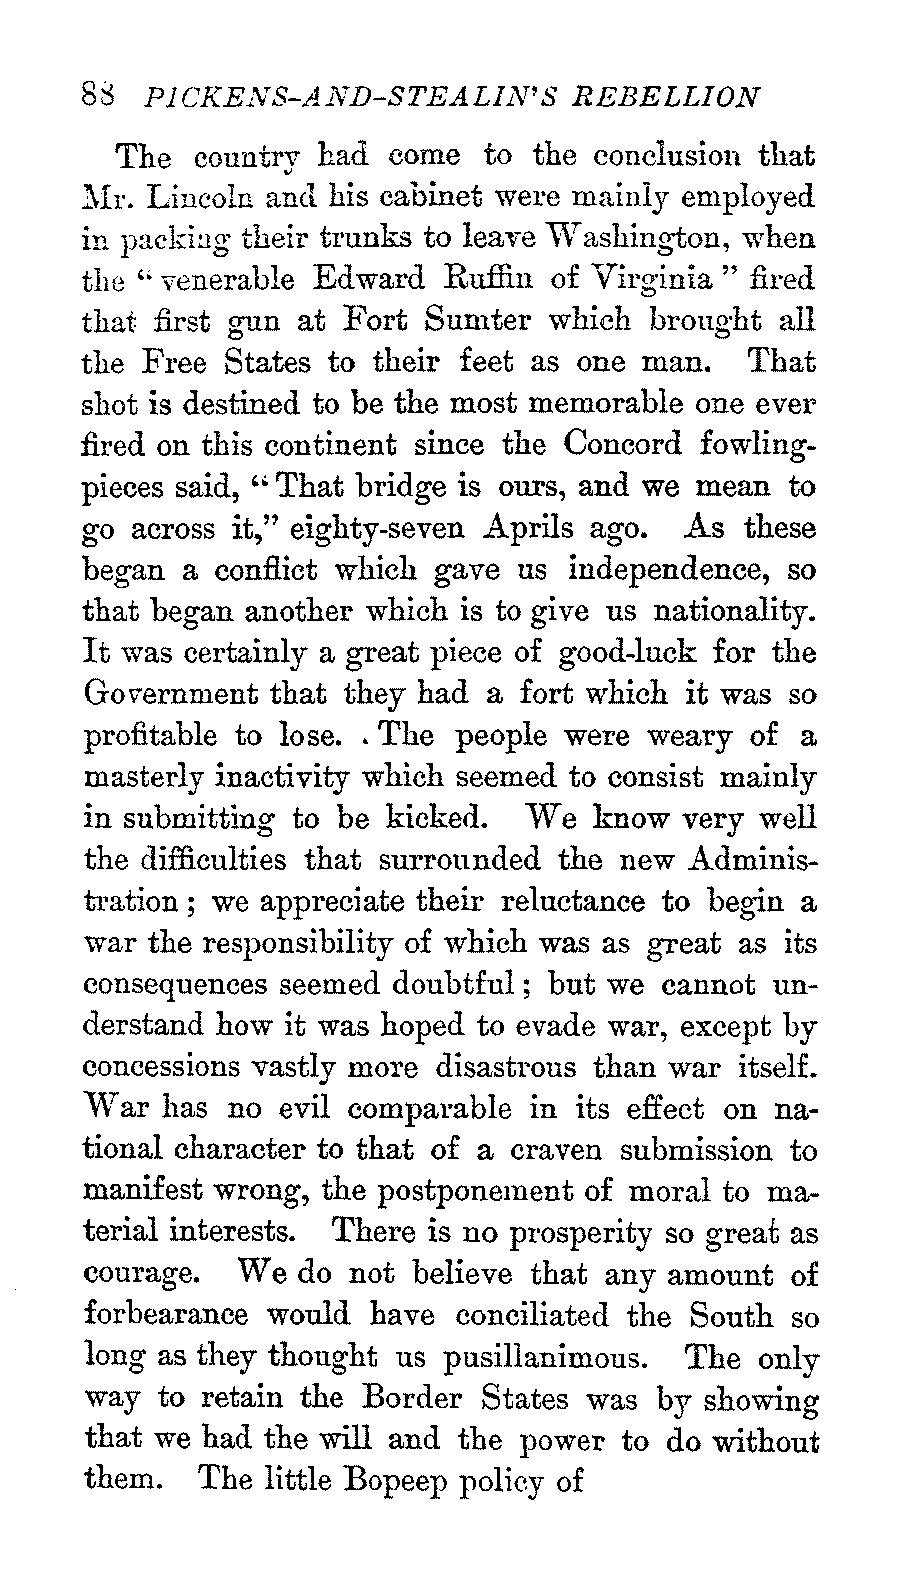 88 PICKENS-AND-STEALIN'S REBELLION
The country had come to the conclusion that
Mr. Lincoln and his cabinet were mainly employed
in packing their trunks to leave Washington, when
the “venerable Edward Ruffin of Virginia” fired
that first gun at Fort Sumter which brought all
the Free States to their feet as one man. That
shot is destined to be the most memorable one ever
fired on this continent since the Concord fowling-
pieces said, “That bridge is ours, and we mean to
go across it,” eighty-seven Aprils ago. As these
began a conflict which gave us independence, so
that began another which is to give us nationality.
It was certainly a great piece of good-luck for the
Government that they had a fort which it was so
profitable to lose. The people were weary of a
masterly inactivity which seemed to consist mainly
in submitting to be kicked. We know very well
the difficulties that surrounded the new Adminis-
tration; we appreciate their reluctance to begin a
war the responsibility of which was as great as its
consequences seemed doubtful; but we cannot un-
derstand how it was hoped to evade war, except by
concessions vastly more disastrous than war itself.
War has no evil comparable in its effect on na-
tional character to that of a craven submission to
manifest wrong, the postponement of moral to ma-
terial interests. There is no prosperity so great as
courage. We do not believe that any amount of
forbearance would have conciliated the South so
long as they thought us pusillanimous. The only
way to retain the Border States was by showing
that we had the will and the power to do without
them. The little Bopeep policy of